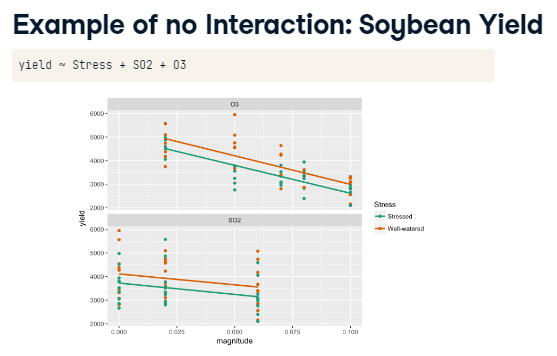 Example of no Interaction: Soybean Yield
yield ~ Stress + SO2 + O3
O3
6000
5000
4000
3000
2000
SO2
6000
5000
4000
3000
2000
yield
0.000 0.025 0.050 0.075 0.100
magnitude
Stress
Stressed
Well-watered